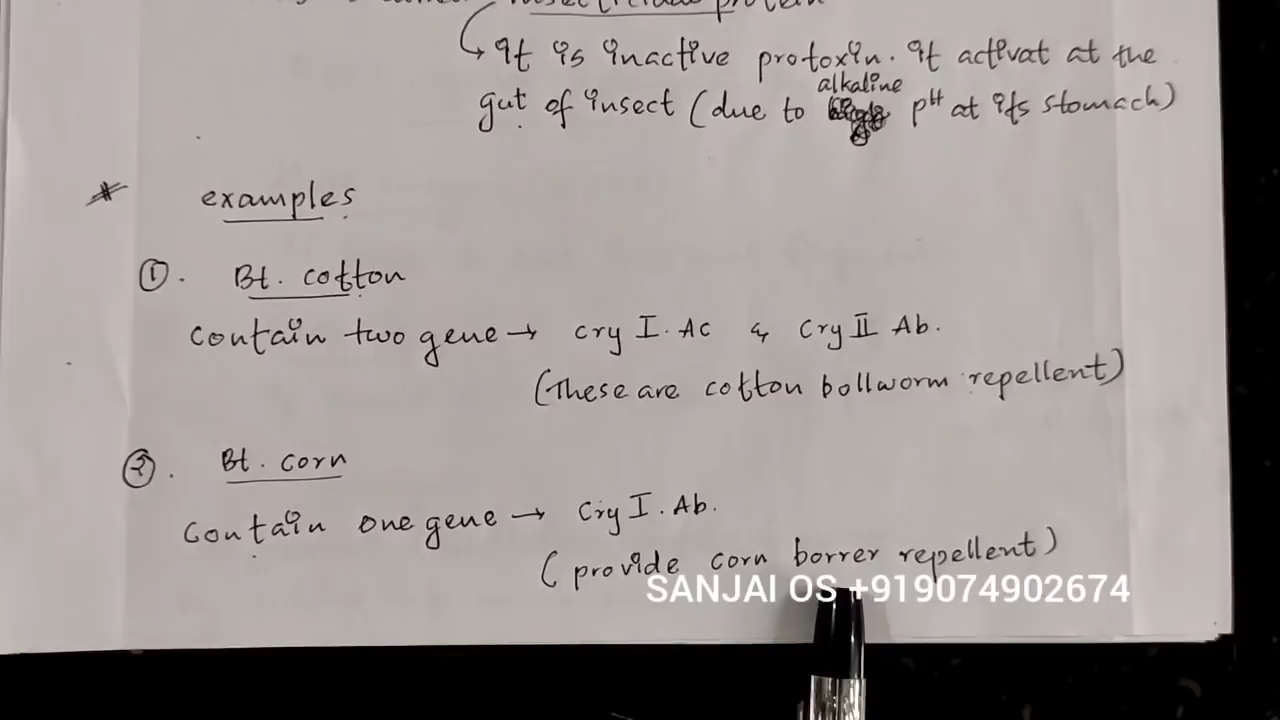 insecticidal protein
↳ It is inactive protoxin. It activat at the
alkaline
gut of insect (due to pH at its stomach)
* examples
①. Bt. cotton
contain two gene → cry I. Ac & Cry II Ab.
(These are cotton bollworm repellent)
②. Bt. corn
contain one gene → Cry I. Ab.
(provide corn borrer repellent)
SANJAI OS +919074902674